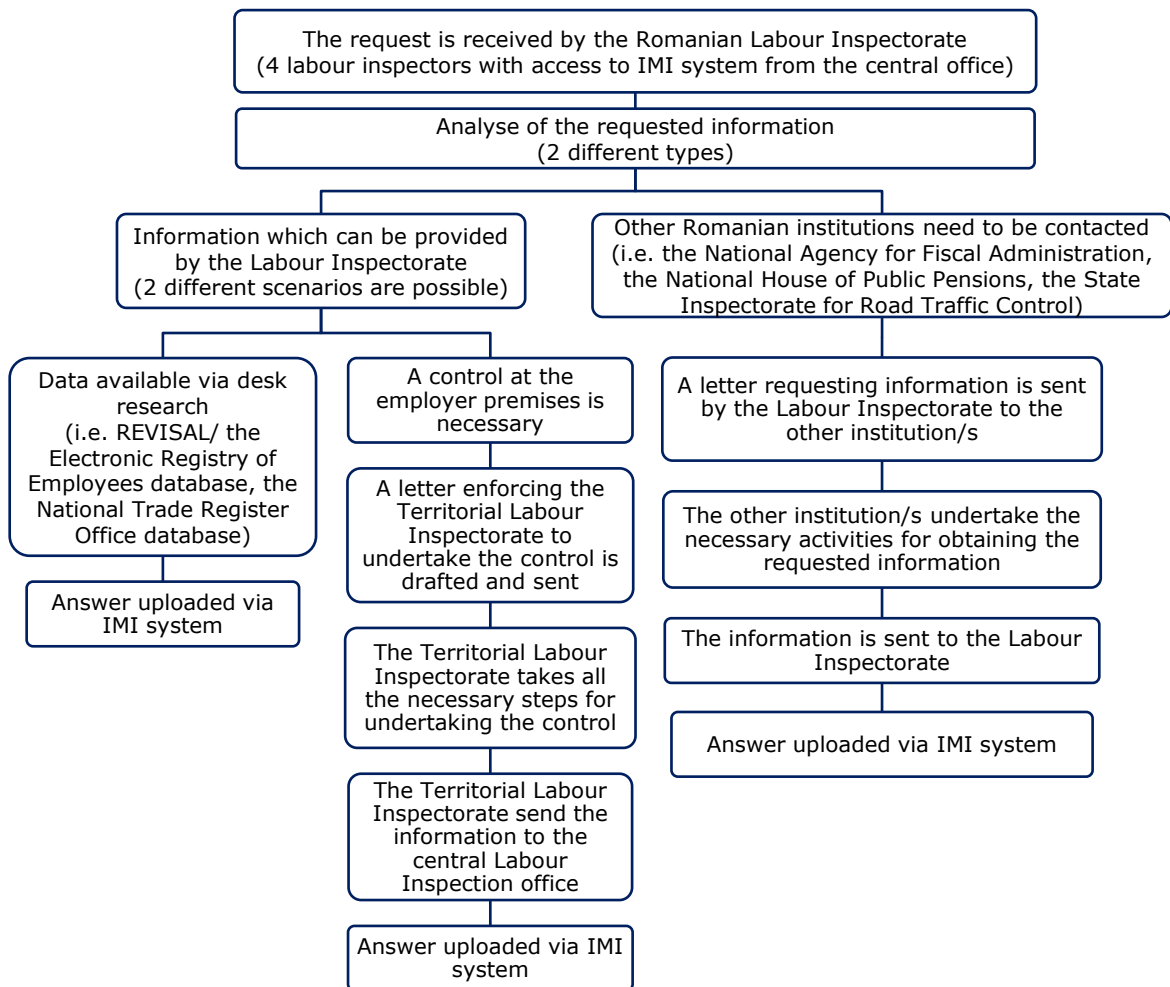 The request is received by the Romanian Labour Inspectorate
(4 labour inspectors with access to IMI system from the central office)
Analyse of the requested information
(2 different types)
Information which can be provided
by the Labour Inspectorate
(2 different scenarios are possible)
Other Romanian institutions need to be contacted
(i.e. the National Agency for Fiscal Administration,
the National House of Public Pensions, the State
Inspectorate for Road Traffic Control)
Data available via desk
research
(i.e. REVISAL/ the
Electronic Registry of
Employees database, the
National Trade Register
Office database)
Answer uploaded via
IMI system
A control at the
employer premises is
necessary
A letter enforcing the
Territorial Labour
Inspectorate to
undertake the control is
drafted and sent
The Territorial Labour
Inspectorate takes all
the necessary steps for
undertaking the control
The Territorial Labour
Inspectorate send the
information to the
central Labour
Inspection office
Answer uploaded via IMI
system
A letter requesting information is sent
by the Labour Inspectorate to the
other institution/s
The other institution/s undertake the
necessary activities for obtaining the
requested information
The information is sent to the Labour
Inspectorate
Answer uploaded via IMI system